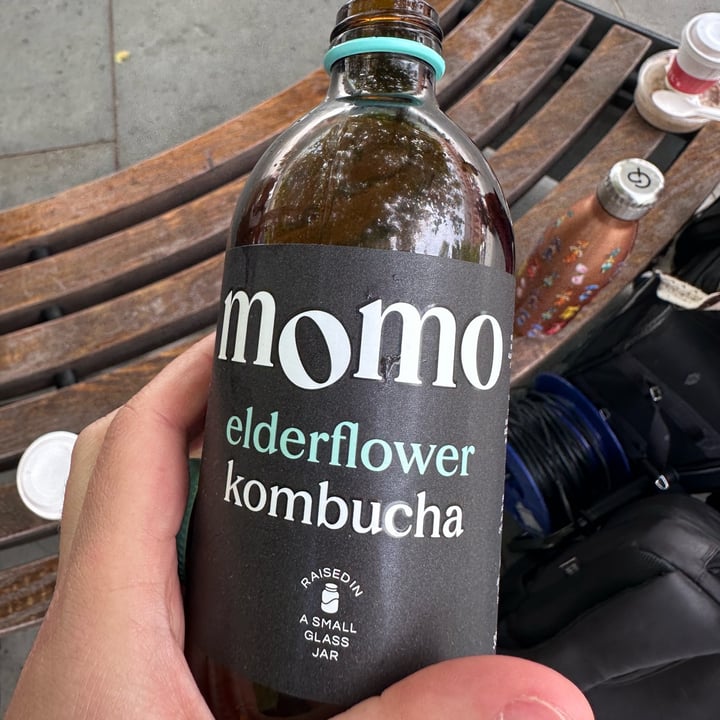 momo
elderflower
kombucha
RAISED IN
A SMALL
GLASS
JAR